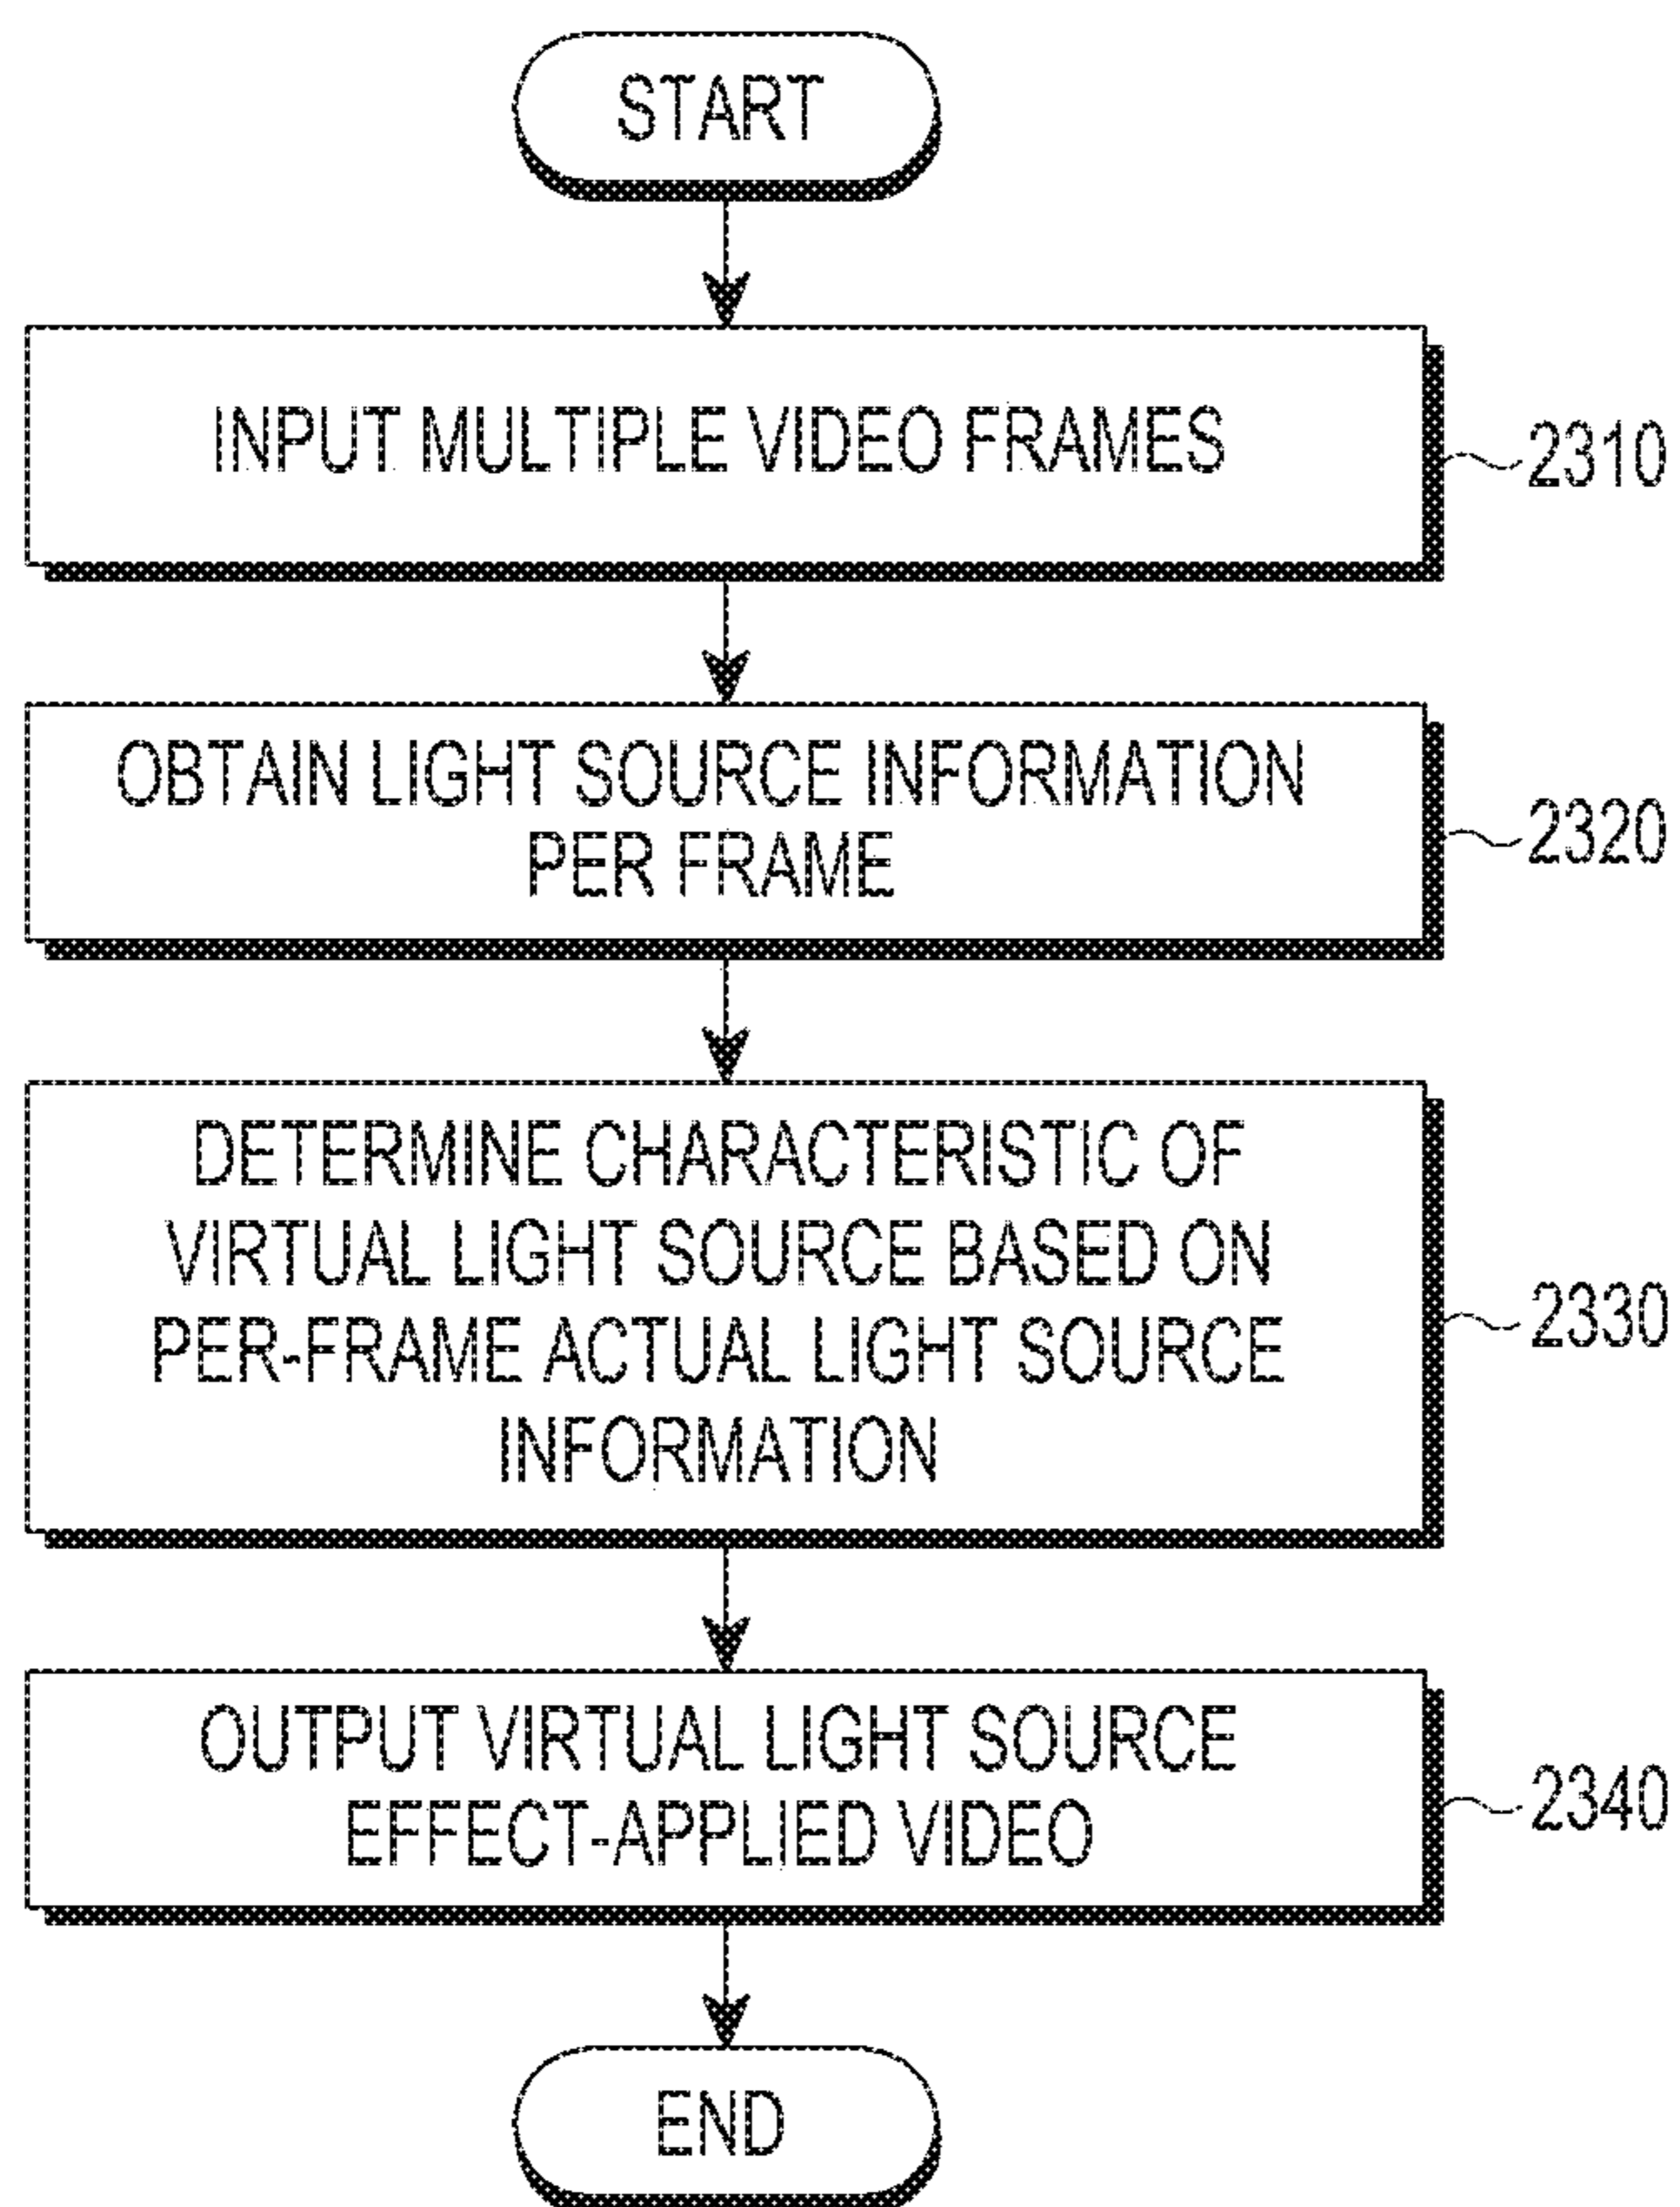 START
INPUT MULTIPLE VIDEO FRAMES
2310
OBTAIN LIGHT SOURCE INFORMATION
PER FRAME
2320
DETERMINE CHARACTERISTIC OF
VIRTUAL LIGHT SOURCE BASED ON
PER-FRAME ACTUAL LIGHT SOURCE
INFORMATION
2330
OUTPUT VIRTUAL LIGHT SOURCE
EFFECT-APPLIED VIDEO
2340
END